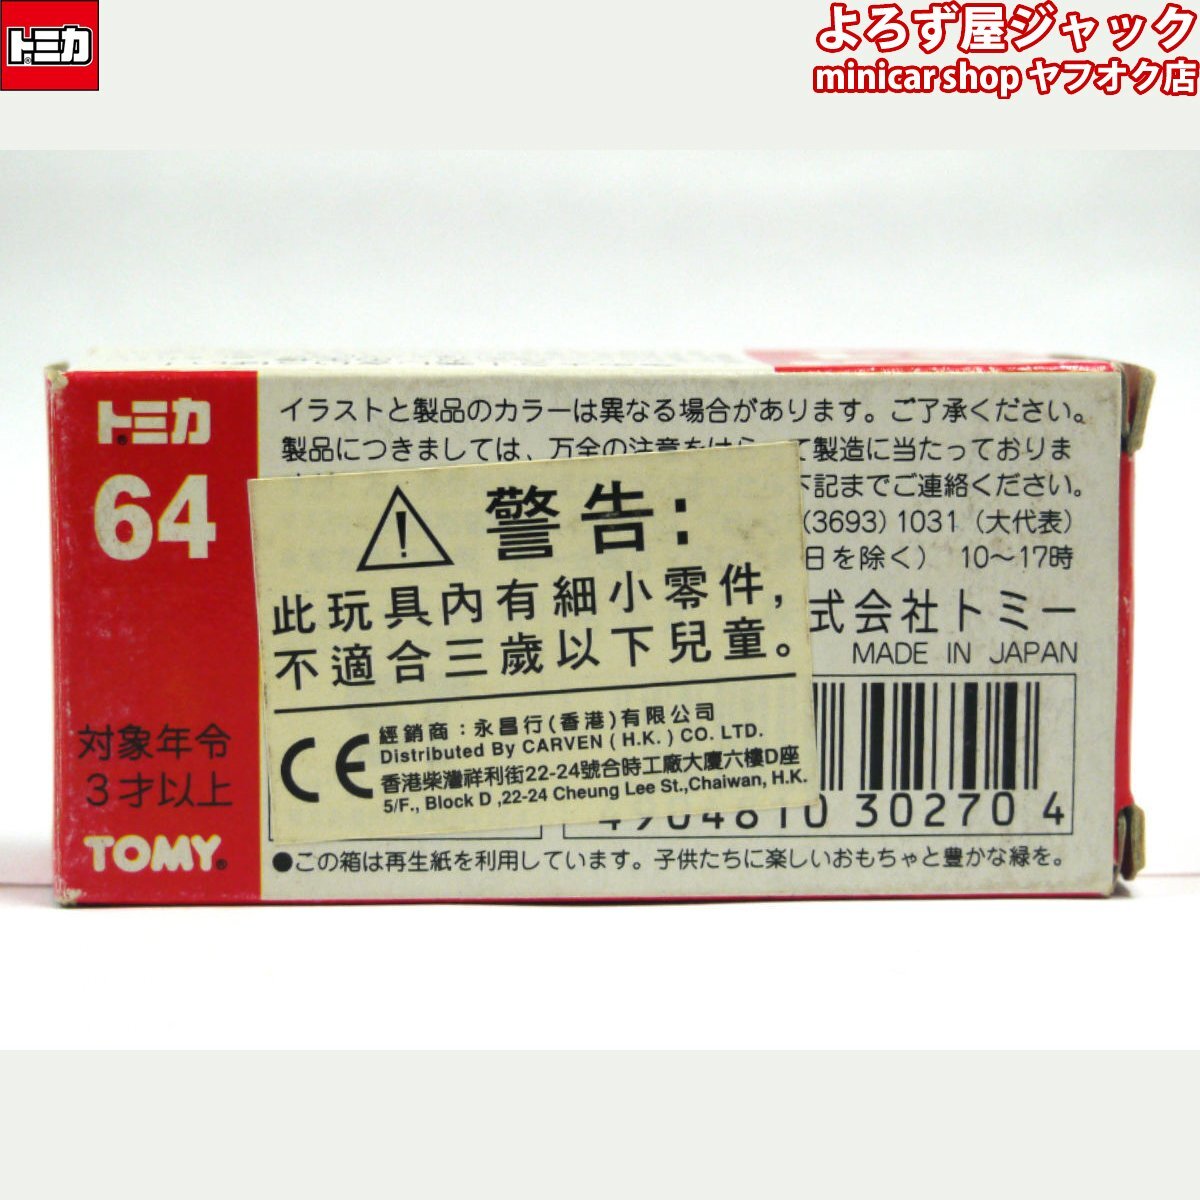 トミカ
よろず屋ジャック
minicar shop ヤフオク店
トミカ
64
対象年令
3才以上
TOMY
イラストと製品のカラーは異なる場合があります。ご了承ください。
製品につきましては、万全の注意をはら て製造に当たっておりま
下記までご連絡ください。
(3693) 1031 (大代表)
日を除く) 10～17時
式会社トミー
MADE IN JAPAN
警告:
此玩具內有細小零件,
不適合三歲以下兒童。
CE
經銷商：永昌行(香港)有限公司
Distributed By CARVEN ( H.K. ) CO. LTD.
香港柴灣祥利街22-24號合時工廠大廈六樓D座
5/F., Block D ,22-24 Cheung Lee St.,Chaiwan, H.K.
4904810 302704
●この箱は再生紙を利用しています。子供たちに楽しいおもちゃと豊かな緑を。